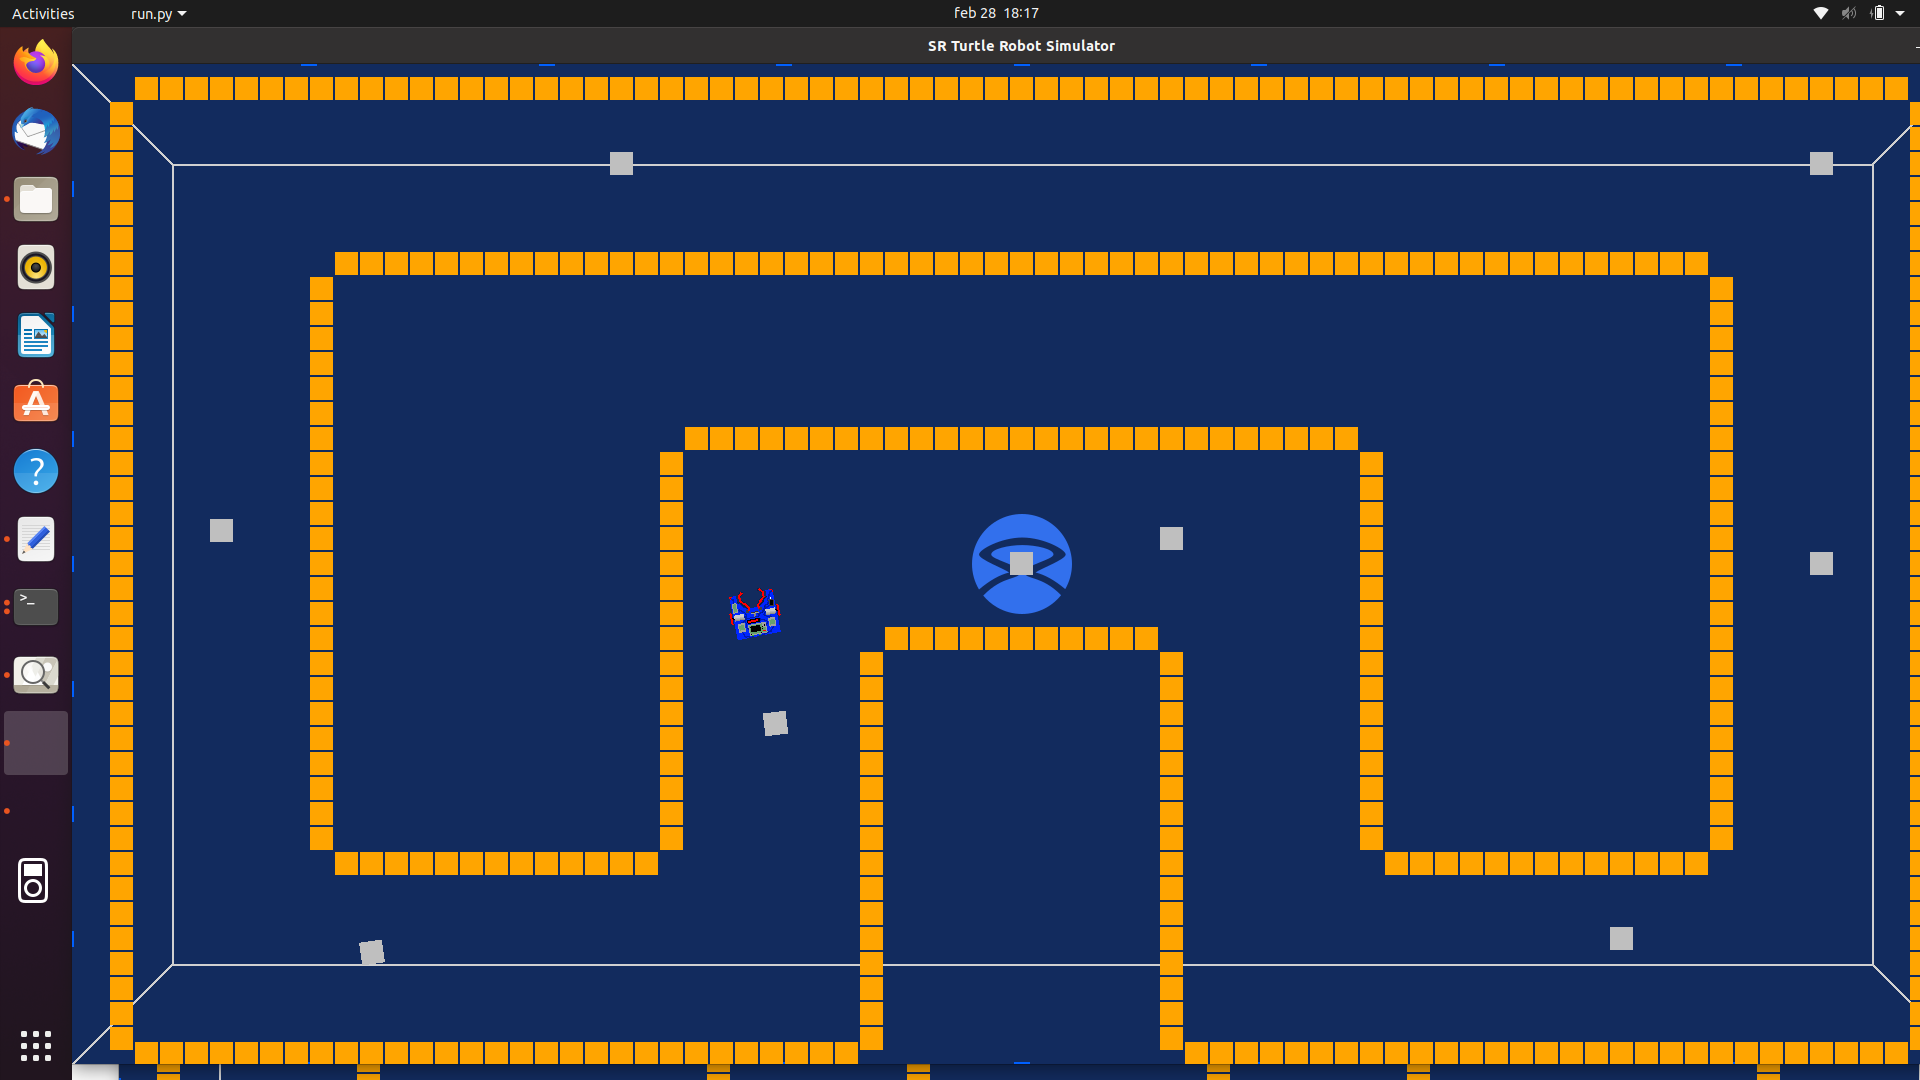 Activities
run.py
feb 28 18:17
SR Turtle Robot Simulator
>_
?